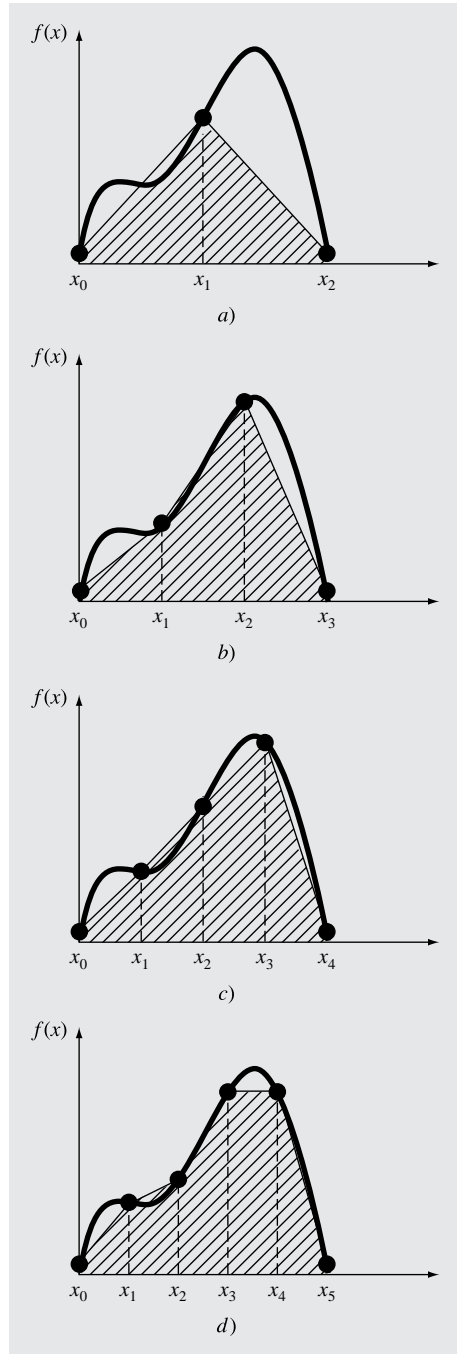 f(x)
x₀ x₁ x₂
a)
f(x)
x₀ x₁ x₂ x₃
b)
f(x)
x₀ x₁ x₂ x₃ x₄
c)
f(x)
x₀ x₁ x₂ x₃ x₄ x₅
d)